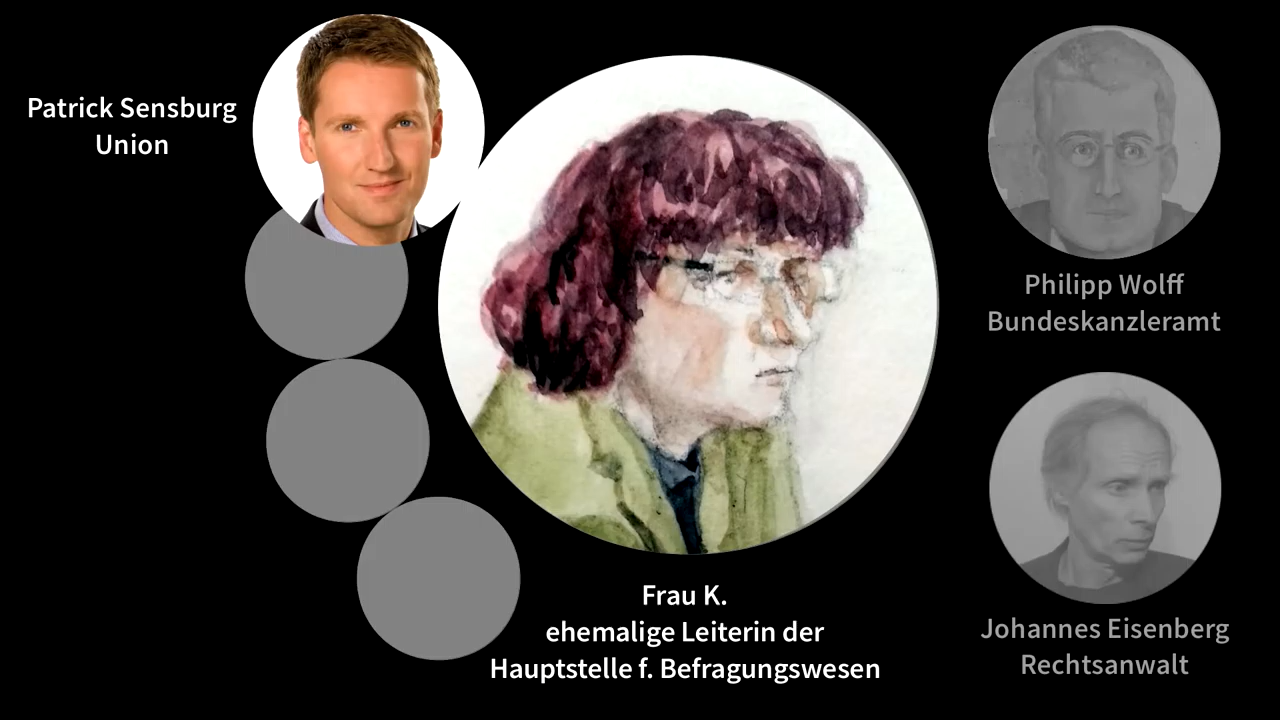 Patrick Sensburg
Union
Frau K.
ehemalige Leiterin der
Hauptstelle f. Befragungswesen
Philipp Wolff
Bundeskanzleramt
Johannes Eisenberg
Rechtsanwalt